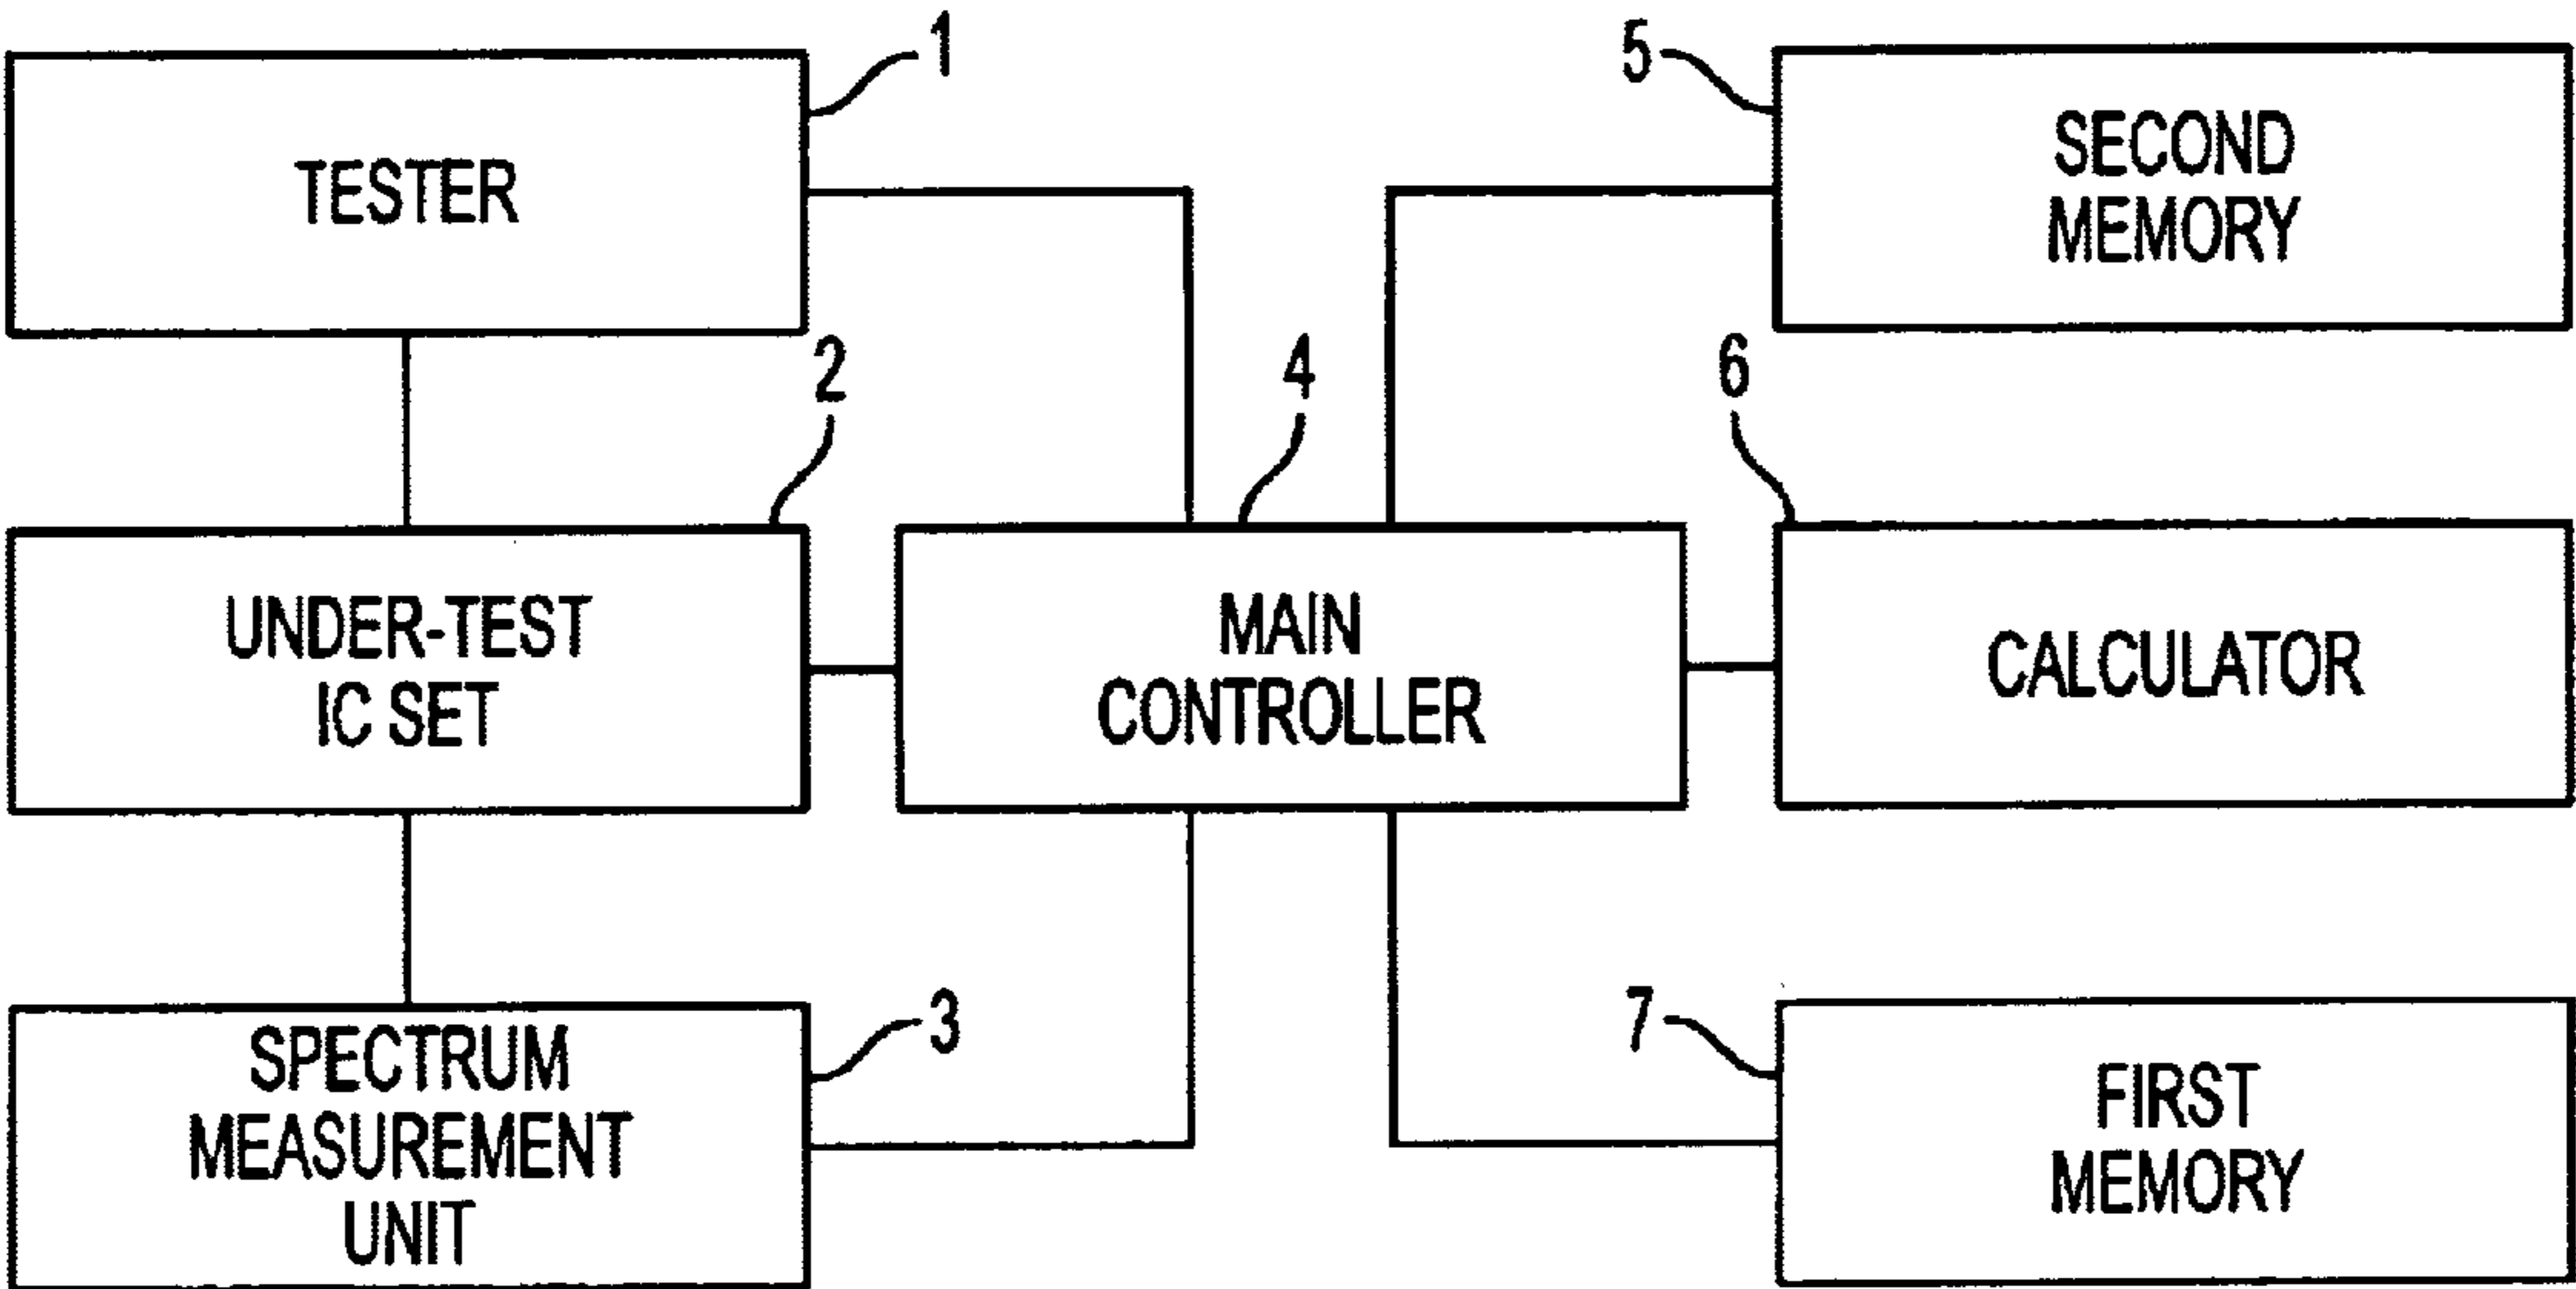 1
TESTER
5
SECOND
MEMORY
2
UNDER-TEST
IC SET
4
MAIN
CONTROLLER
6
CALCULATOR
3
SPECTRUM
MEASUREMENT
UNIT
7
FIRST
MEMORY